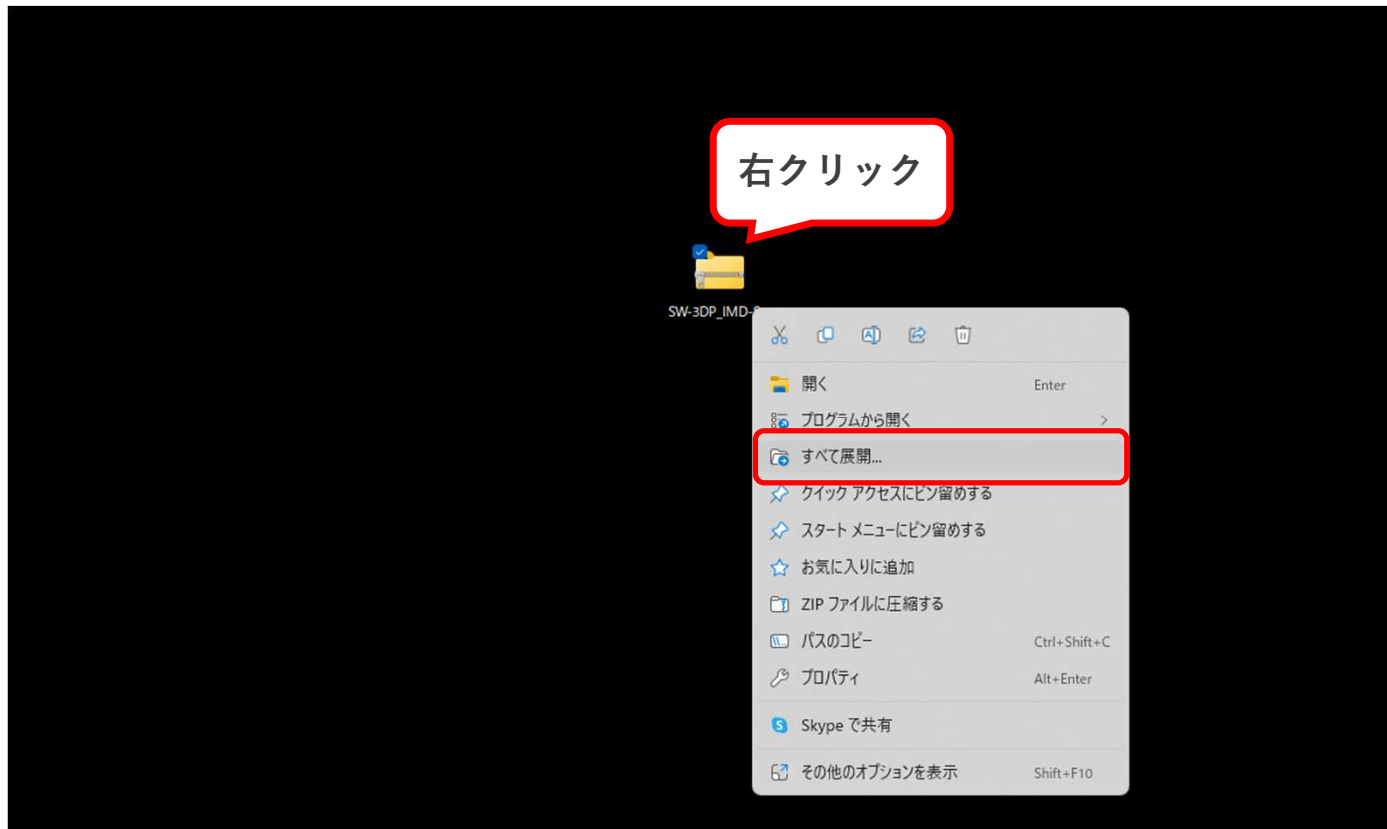 右クリック
SW-3DP_IMD-
開く Enter
プログラムから開く
すべて展開...
クイック アクセスにピン留めする
スタート メニューにピン留めする
お気に入りに追加
ZIP ファイルに圧縮する
パスのコピー Ctrl+Shift+C
プロパティ Alt+Enter
Skype で共有
その他のオプションを表示 Shift+F10